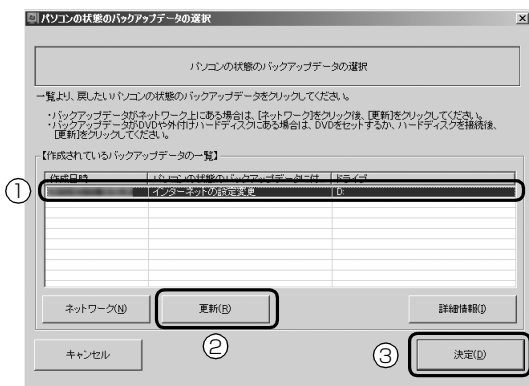 パソコンの状態のバックアップデータの選択
パソコンの状態のバックアップデータの選択
一覧より、戻したいパソコンの状態のバックアップデータをクリックしてください。
・バックアップデータがネットワーク上にある場合は、[ネットワーク]をクリック後、[更新]をクリックしてください。
・バックアップデータがDVDや外付けハードディスクにある場合は、DVDをセットするか、ハードディスクを接続後、
[更新]をクリックしてください。
【作成されているバックアップデータの一覧】
作成日時 パソコンの状態のバックアップデータに付 ドライブ
① インターネットの設定変更 D:
ネットワーク(N) 更新(R) 詳細情報(I)
②
キャンセル ③ 決定(D)